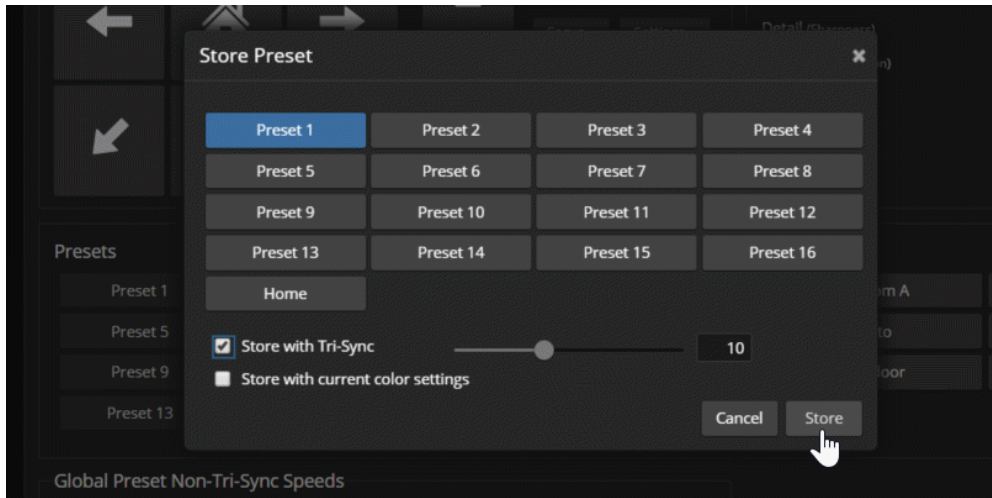 Detail (Sharpness)
Store Preset
Preset 1 Preset 2 Preset 3 Preset 4
Preset 5 Preset 6 Preset 7 Preset 8
Preset 9 Preset 10 Preset 11 Preset 12
Preset 13 Preset 14 Preset 15 Preset 16
Home
Store with Tri-Sync 10
Store with current color settings
Cancel Store
Presets
Preset 1
Preset 5
Preset 9
Preset 13
Global Preset Non-Tri-Sync Speeds